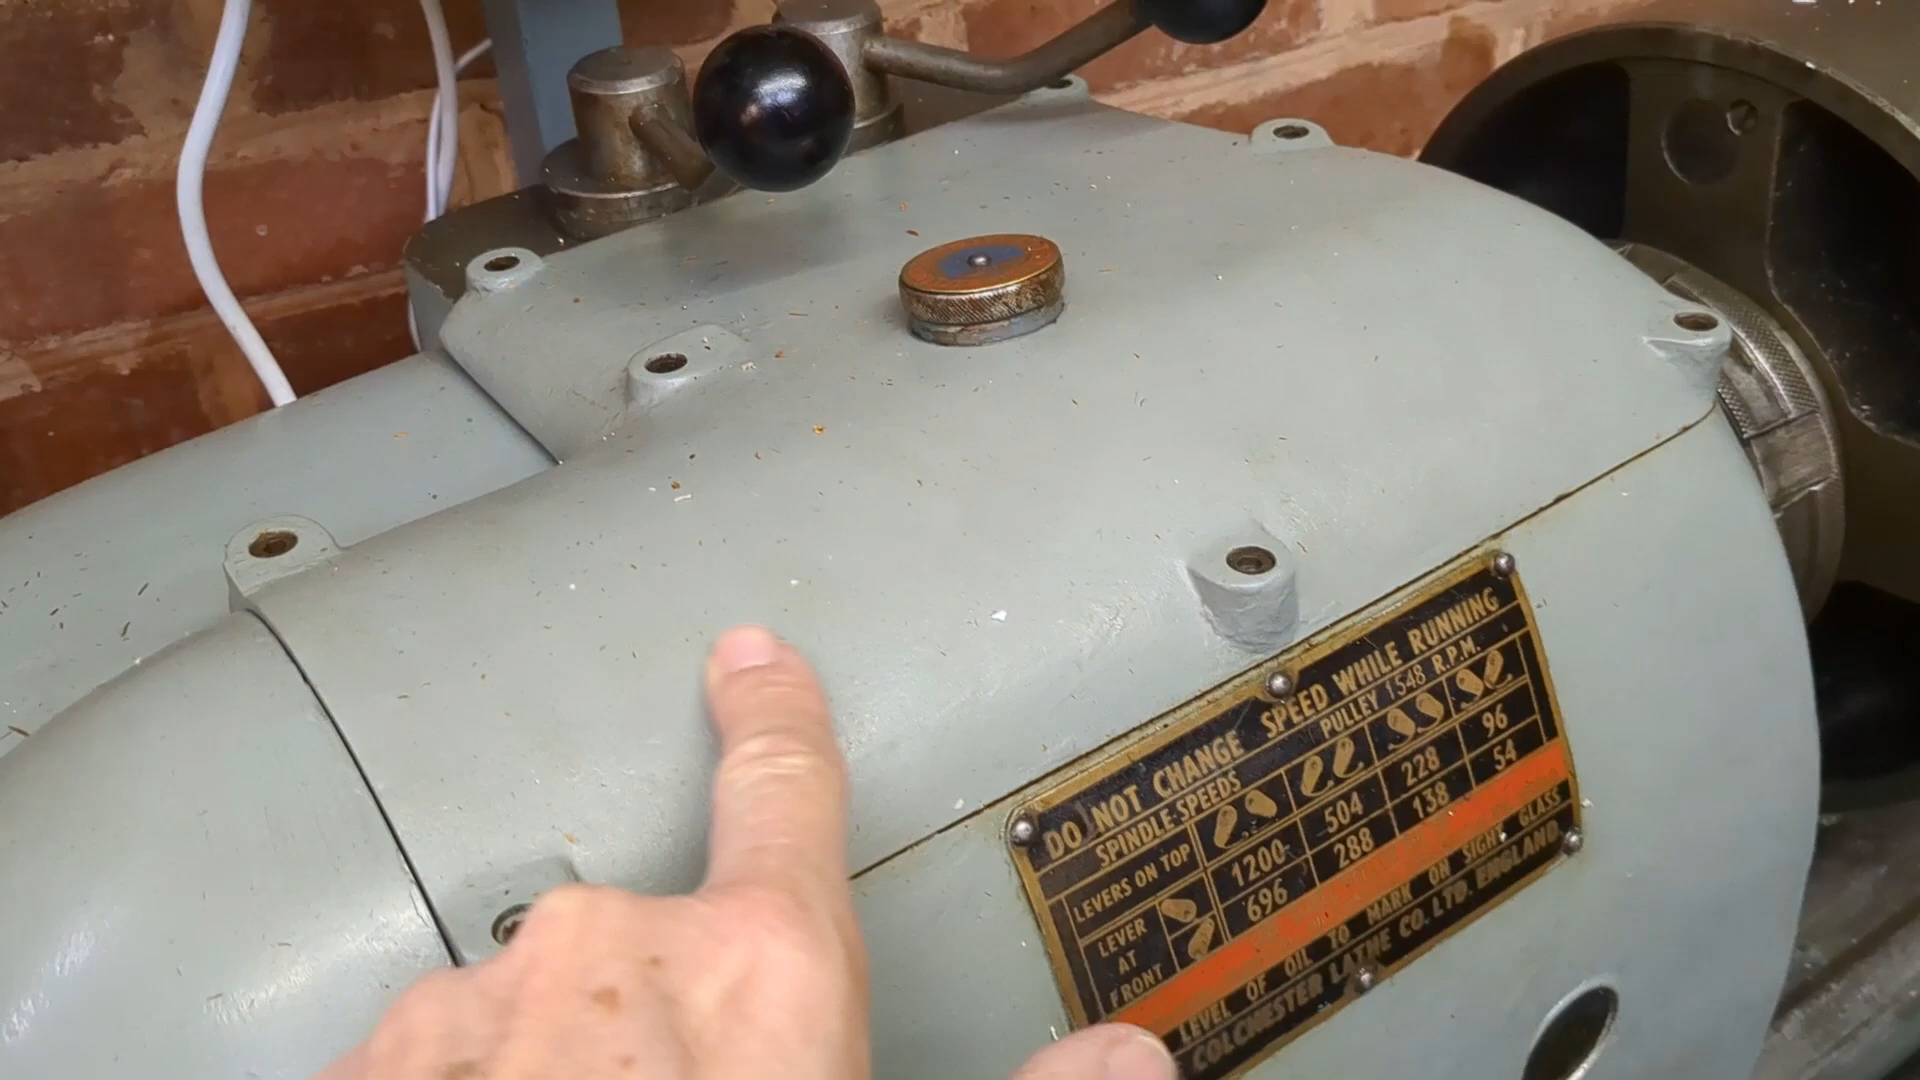 DO NOT CHANGE SPEED WHILE RUNNING
SPINDLE SPEEDS PULLEY 1548 R.P.M.
LEVERS ON TOP
LEVER AT FRONT
1200 504 228 96
696 288 138 54
LEVEL OF OIL TO MARK ON SIGHT GLASS
COLCHESTER LATHE CO. LTD. ENGLAND